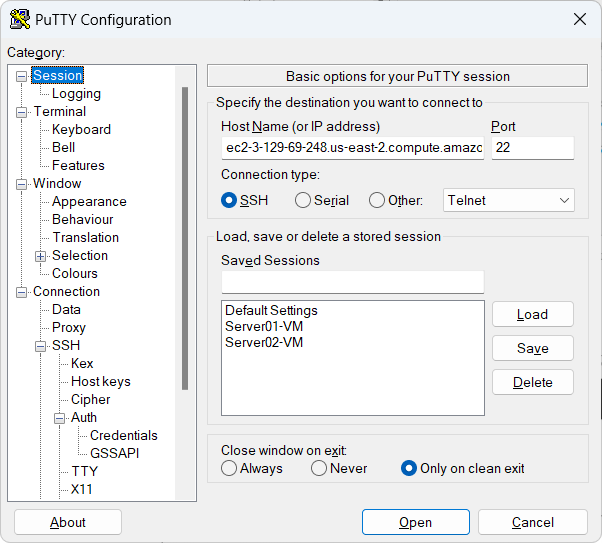 PuTTY Configuration
Category:
Session
Logging
Terminal
Keyboard
Bell
Features
Window
Appearance
Behaviour
Translation
Selection
Colours
Connection
Data
Proxy
SSH
Kex
Host keys
Cipher
Auth
Credentials
GSSAPI
TTY
X11
Basic options for your PuTTY session
Specify the destination you want to connect to
Host Name (or IP address) Port
ec2-3-129-69-248.us-east-2.compute.amazo 22
Connection type:
SSH Serial Other: Telnet
Load, save or delete a stored session
Saved Sessions
Default Settings
Server01-VM
Server02-VM
Load
Save
Delete
Close window on exit:
Always Never Only on clean exit
About Open Cancel